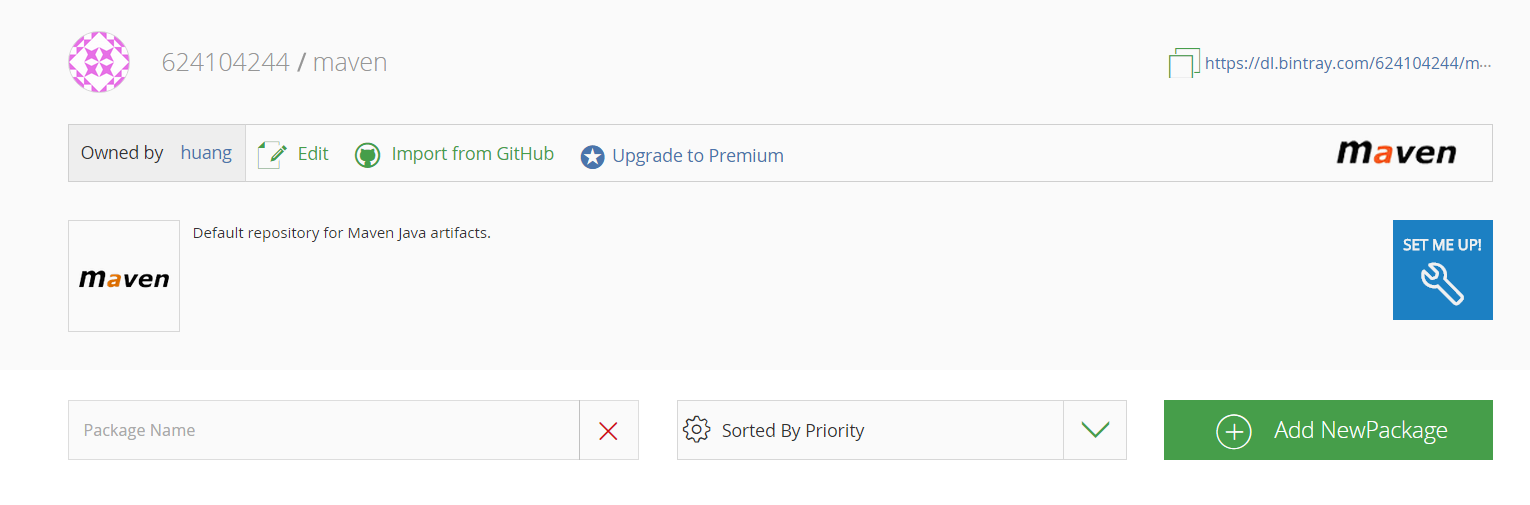 624104244 / maven
https://dl.bintray.com/624104244/m...
Owned by huang
Edit
Import from GitHub
Upgrade to Premium
maven
maven
Default repository for Maven Java artifacts.
SET ME UP!
Package Name
Sorted By Priority
Add NewPackage